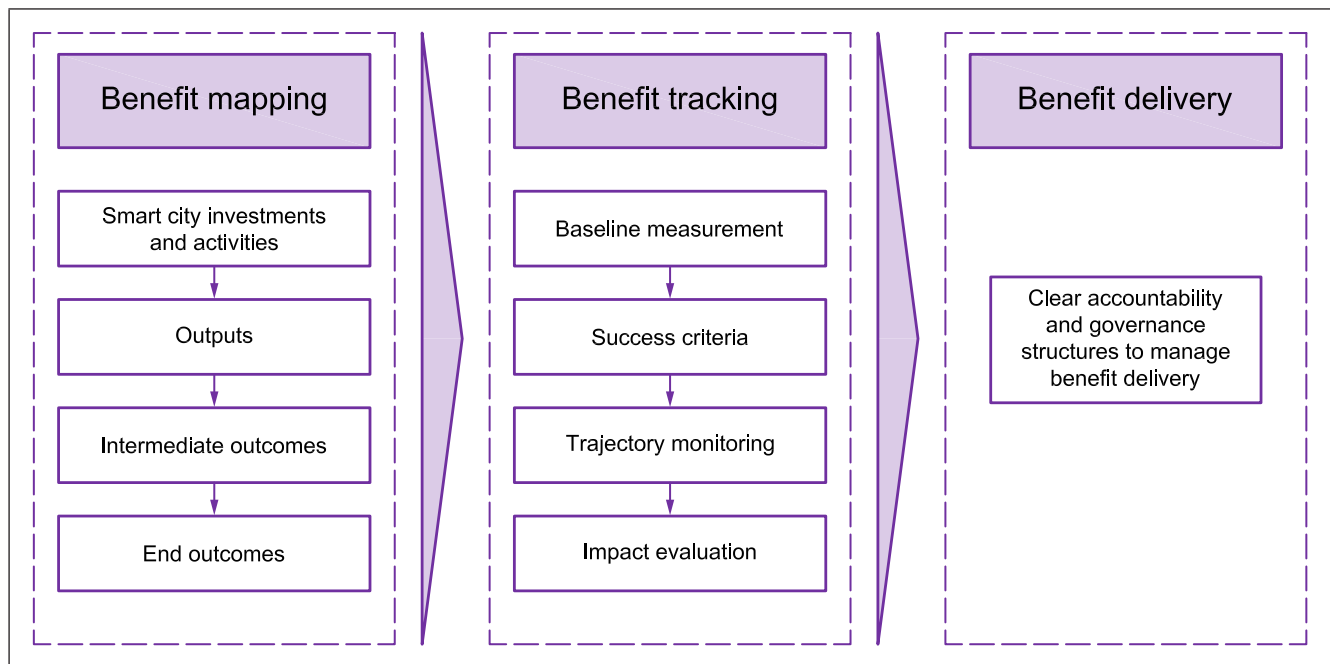 Benefit mapping
Smart city investments
and activities
Outputs
Intermediate outcomes
End outcomes
Benefit tracking
Baseline measurement
Success criteria
Trajectory monitoring
Impact evaluation
Benefit delivery
Clear accountability
and governance
structures to manage
benefit delivery